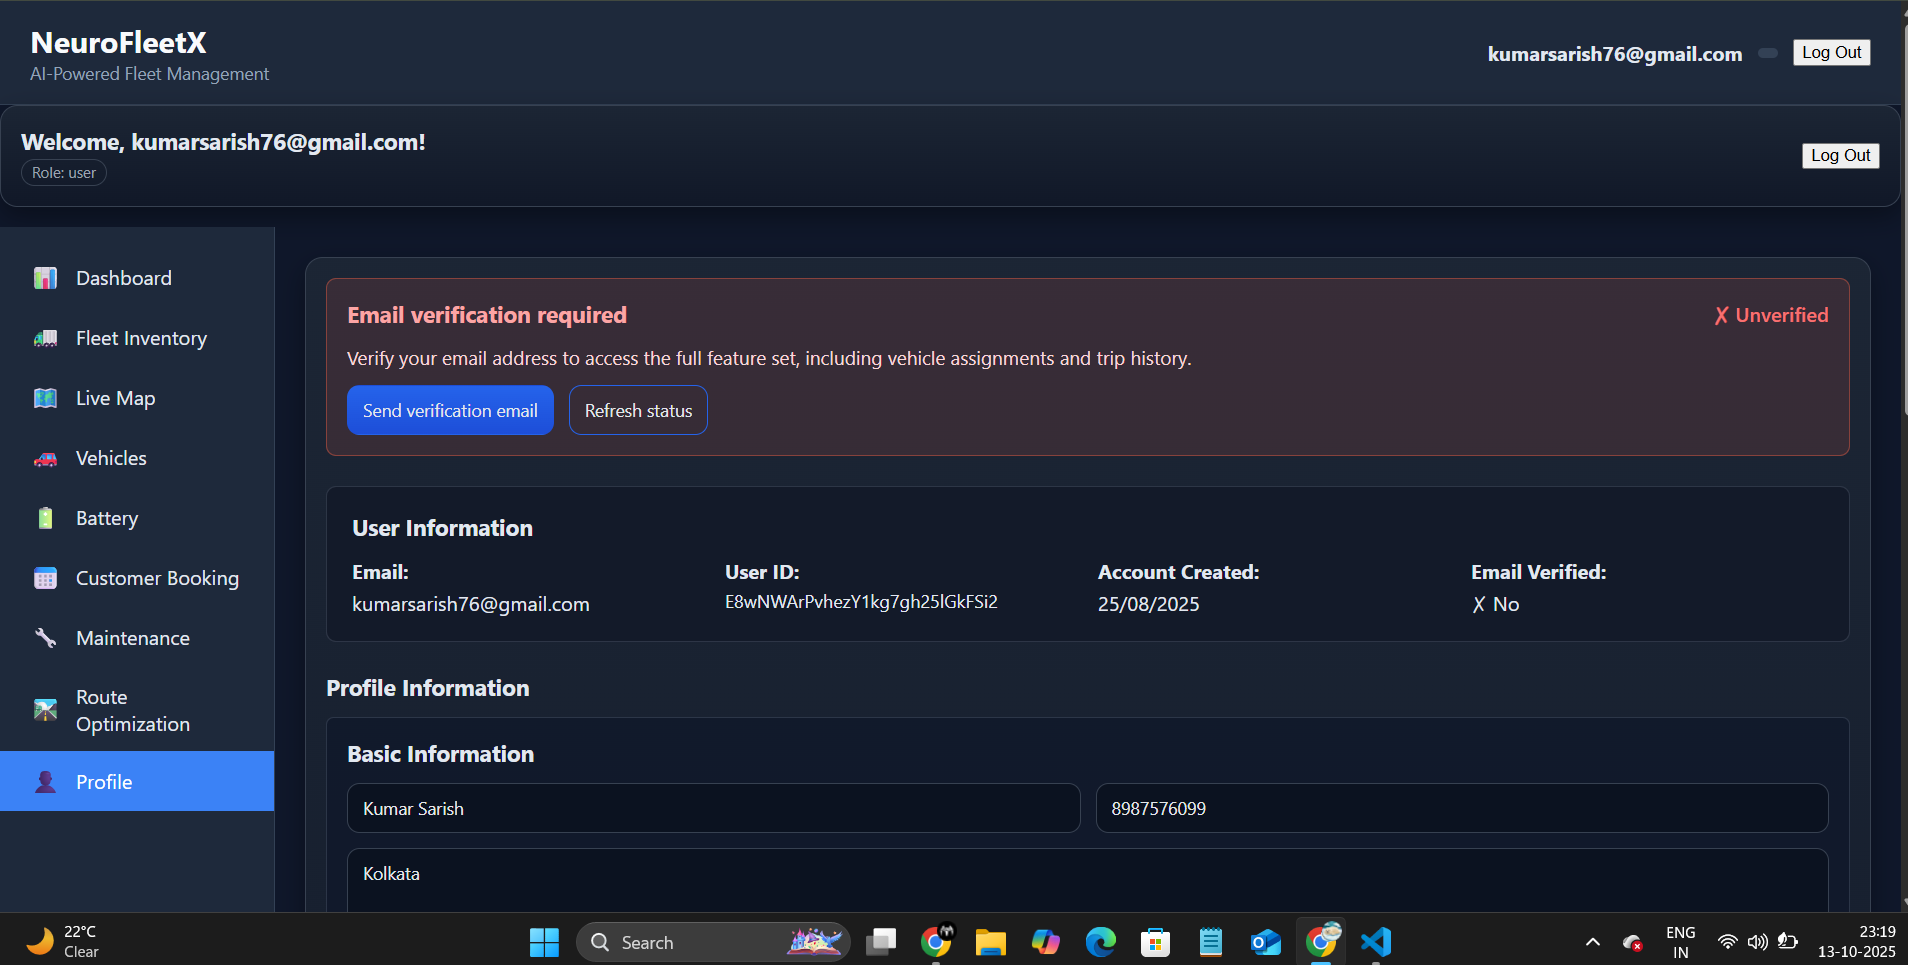 NeuroFleetX
AI-Powered Fleet Management
kumarsarish76@gmail.com
Log Out
Welcome, kumarsarish76@gmail.com!
Role: user
Log Out
Dashboard
Fleet Inventory
Live Map
Vehicles
Battery
Customer Booking
Maintenance
Route
Optimization
Profile
Email verification required
✗ Unverified
Verify your email address to access the full feature set, including vehicle assignments and trip history.
Send verification email
Refresh status
User Information
Email:
kumarsarish76@gmail.com
User ID:
E8wNWArPvhezY1kg7gh25lGkFSi2
Account Created:
25/08/2025
Email Verified:
✗ No
Profile Information
Basic Information
Kumar Sarish
8987576099
Kolkata
22°C
Clear
Search
ENG
IN
23:19
13-10-2025